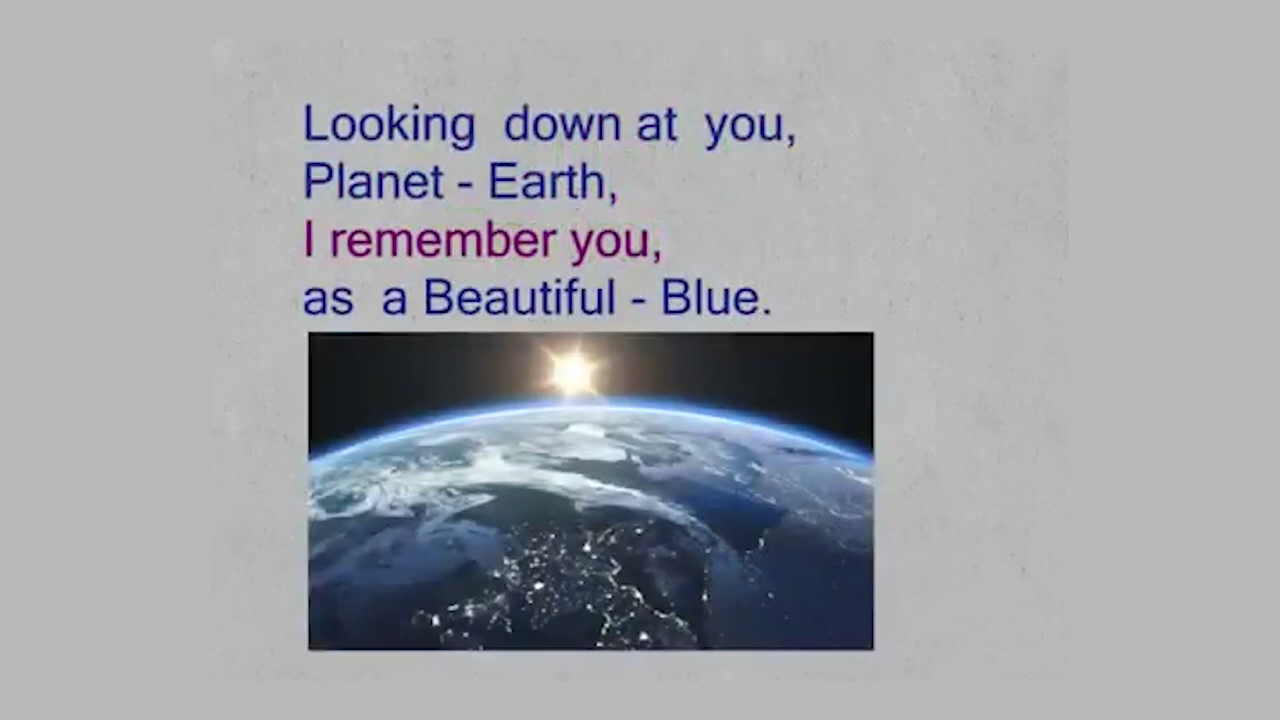 Looking down at you,
Planet - Earth,
I remember you,
as a Beautiful - Blue.